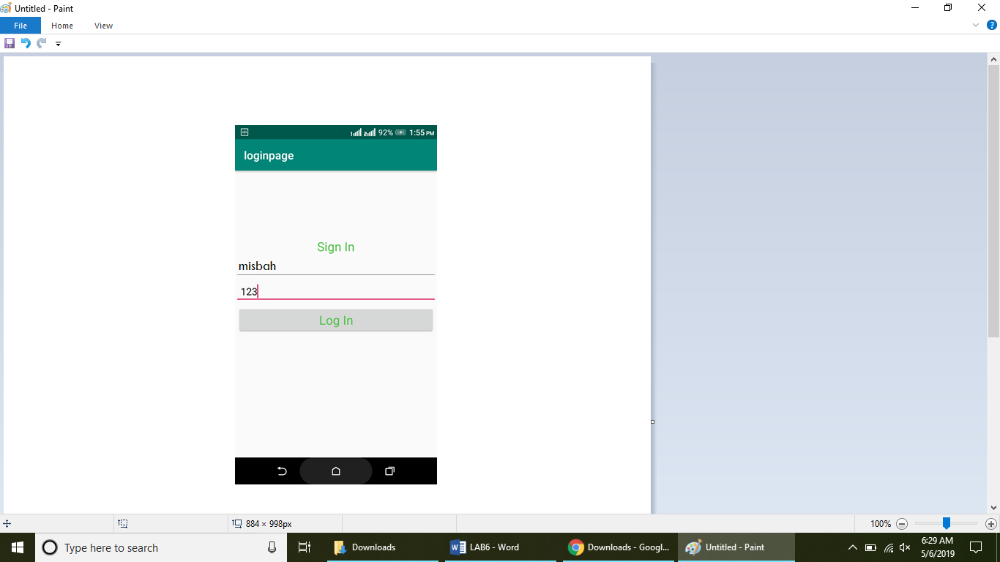 Untitled - Paint
File Home View
92% 1:55 PM
loginpage
Sign In
misbah
123
Log In
884 × 998px
100%
Type here to search
Downloads
LAB6 - Word
Downloads - Googl...
Untitled - Paint
6:29 AM
5/6/2019